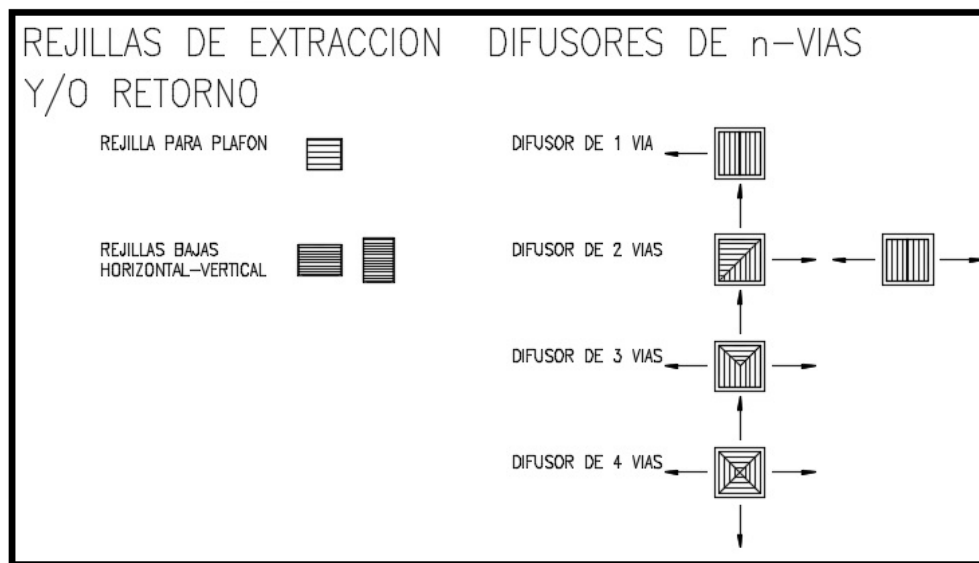 REJILLAS DE EXTRACCION
Y/O RETORNO
REJILLA PARA PLAFON
REJILLAS BAJAS
HORIZONTAL-VERTICAL
DIFUSORES DE n-VIAS
DIFUSOR DE 1 VIA
DIFUSOR DE 2 VIAS
DIFUSOR DE 3 VIAS
DIFUSOR DE 4 VIAS